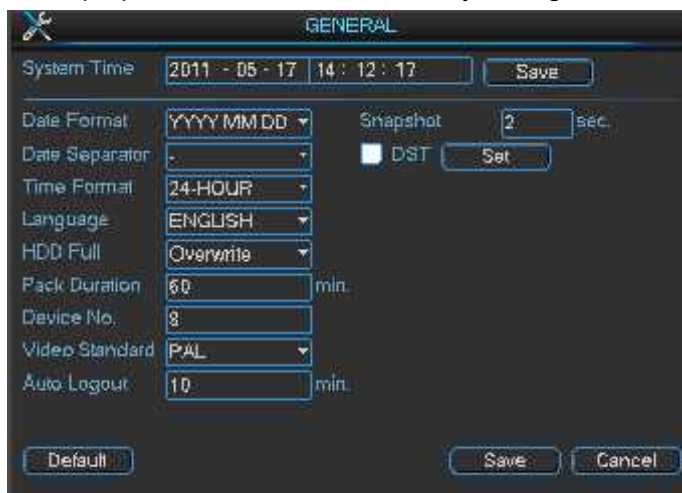 GENERAL
System Time 2011 - 05 - 17 14 : 12 : 17 Save
Date Format YYYY MM DD Snapshot 2 sec.
Date Separator - DST Set
Time Format 24-HOUR
Language ENGLISH
HDD Full Overwrite
Pack Duration 60 min.
Device No. 8
Video Standard PAL
Auto Logout 10 min.
Default Save Cancel